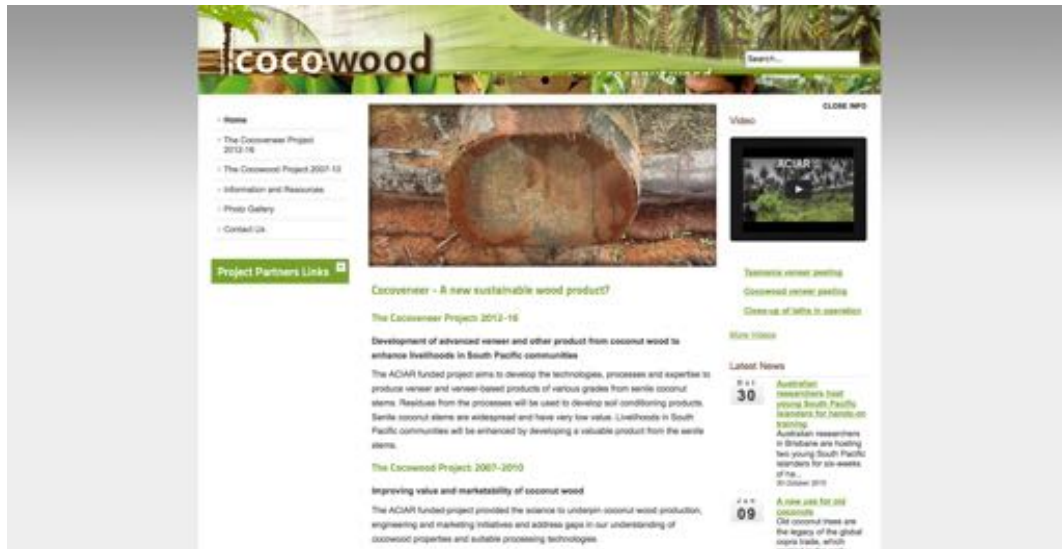 cocowood
Search...
CLOSE INFO
Home
The Cocoveneer Project
2012-16
The Cocowood Project 2007-10
Information and Resources
Photo Gallery
Contact Us
Project Partners Links
Cocoveneer - A new sustainable wood product?
The Cocoveneer Project: 2012-16
Development of advanced veneer and other product from coconut wood to
enhance livelihoods in South Pacific communities
The ACIAR funded project aims to develop the technologies, processes and expertise to
produce veneer and veneer-based products of various grades from senile coconut
stems. Residues from the processes will be used to develop soil conditioning products.
Senile coconut stems are widespread and have very low value. Livelihoods in South
Pacific communities will be enhanced by developing a valuable product from the senile
stems.
The Cocowood Project: 2007-2010
Improving value and marketability of coconut wood
The ACIAR funded project provided the science to underpin coconut wood production,
engineering and marketing initiatives and address gaps in our understanding of
cocowood properties and suitable processing technologies
Video
ACIAR
Tasmania veneer peeling
Cocowood veneer peeling
Close-up of lathe in operation
More Videos
Latest News
30
Australian
researchers host
young South Pacific
islanders for hands-on
training
Australian researchers
in Brisbane are hosting
two young South Pacific
islanders for six-weeks
of ha...
30 October 2015
09
A new use for old
coconuts
Old coconut trees are
the legacy of the global
copra trade, which